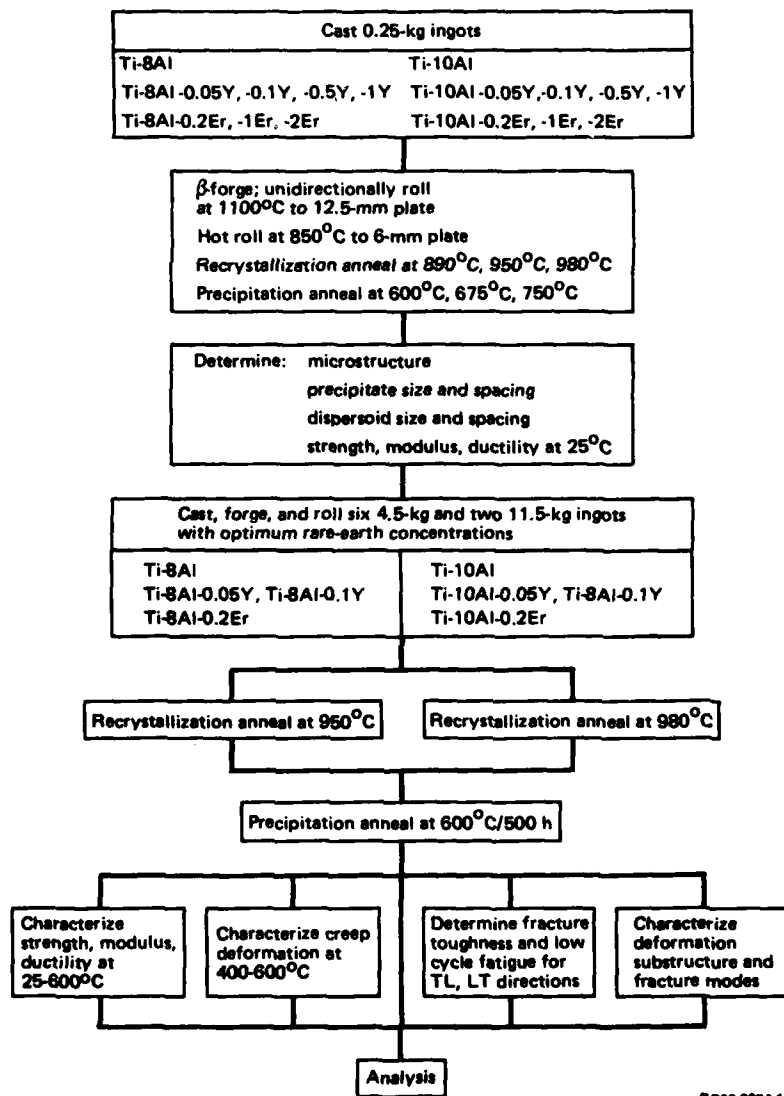 Cast 0.25-kg ingots
Ti-8Al
Ti-10Al
Ti-8Al-0.05Y, -0.1Y, -0.5Y, -1Y
Ti-10Al-0.05Y,-0.1Y, -0.5Y, -1Y
Ti-8Al-0.2Er, -1Er, -2Er
Ti-10Al-0.2Er, -1Er, -2Er
β-forge; unidirectionally roll
at 1100°C to 12.5-mm plate
Hot roll at 850°C to 6-mm plate
Recrystallization anneal at 890°C, 950°C, 980°C
Precipitation anneal at 600°C, 675°C, 750°C
Determine: microstructure
precipitate size and spacing
dispersoid size and spacing
strength, modulus, ductility at 25°C
Cast, forge, and roll six 4.5-kg and two 11.5-kg ingots
with optimum rare-earth concentrations
Ti-8Al
Ti-8Al-0.05Y, Ti-8Al-0.1Y
Ti-8Al-0.2Er
Ti-10Al
Ti-10Al-0.05Y, Ti-8Al-0.1Y
Ti-10Al-0.2Er
Recrystallization anneal at 950°C
Recrystallization anneal at 980°C
Precipitation anneal at 600°C/500 h
Characterize
strength, modulus,
ductility at
25-600°C
Characterize creep
deformation at
400-600°C
Determine fracture
toughness and low
cycle fatigue for
TL, LT directions
Characterize
deformation
substructure and
fracture modes
Analysis